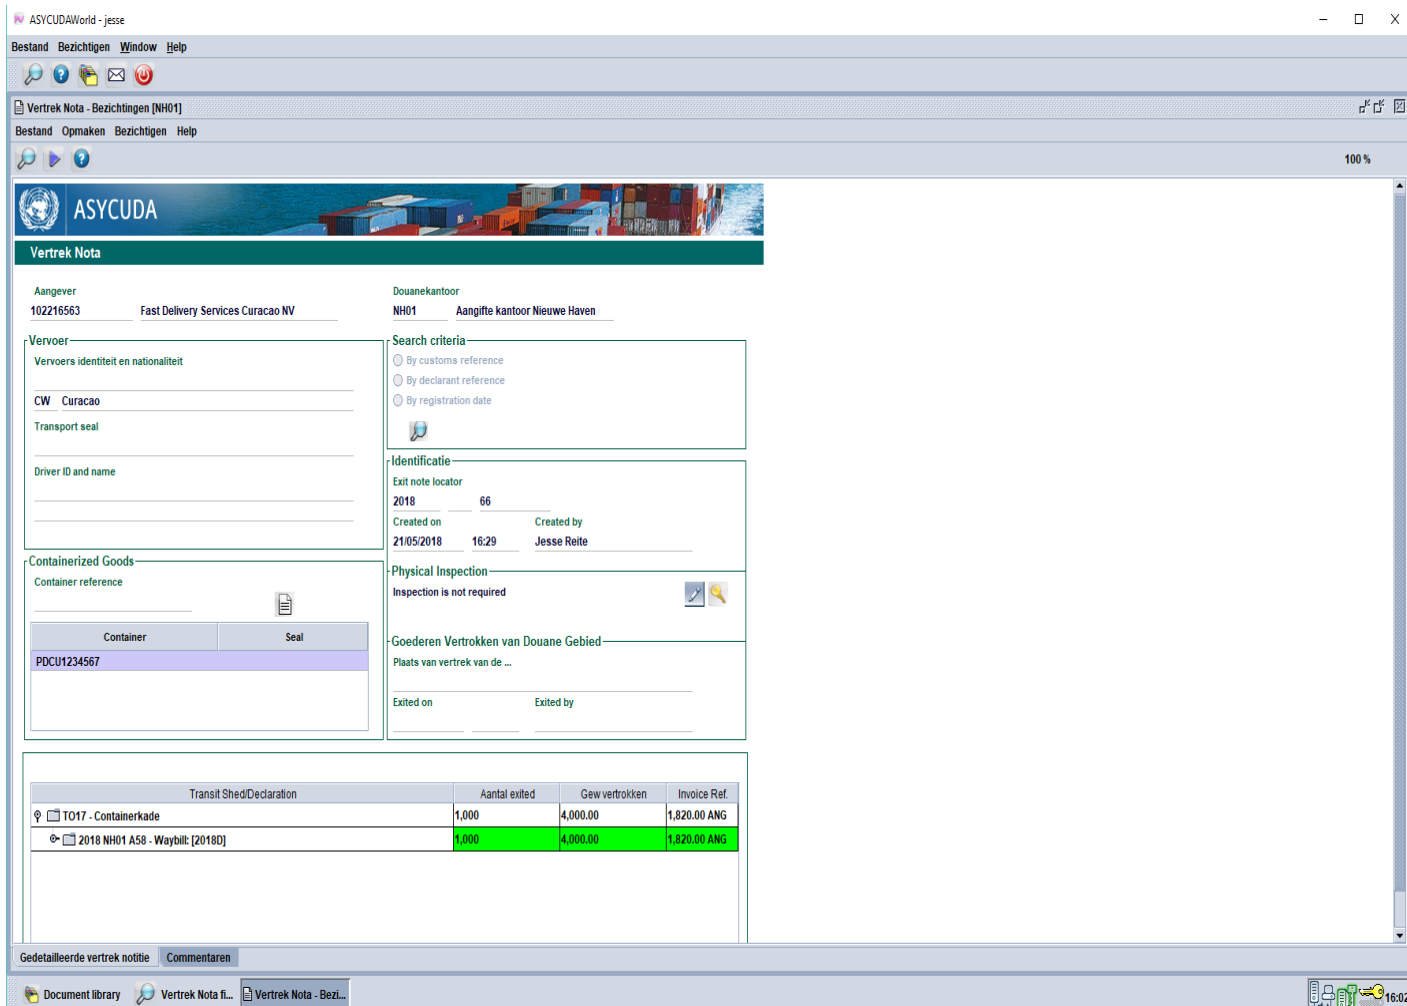 ASYCUDAWorld - jesse
Bestand Bezichtigen Window Help
Vertrek Nota - Bezichtingen [NH01]
Bestand Opmaken Bezichtigen Help
100 %
ASYCUDA
Vertrek Nota
Aangever
Douanekantoor
102216563 Fast Delivery Services Curacao NV
NH01 Aangifte kantoor Nieuwe Haven
Vervoer
Vervoers identiteit en nationaliteit
CW Curacao
Transport seal
Driver ID and name
Search criteria
By customs reference
By declarant reference
By registration date
Identificatie
Exit note locator
2018 66
Created on Created by
21/05/2018 16:29 Jesse Reite
Containerized Goods
Container reference
Container Seal
PDCU1234567
Physical Inspection
Inspection is not required
Goederen Vertrokken van Douane Gebied
Plaats van vertrek van de ...
Exited on Exited by
Transit Shed/Declaration Aantal exited Gew vertrokken Invoice Ref.
TO17 - Containerkade 1,000 4,000.00 1,820.00 ANG
2018 NH01 A58 - Waybill: [2018D] 1,000 4,000.00 1,820.00 ANG
Gedetailleerde vertrek notitie Commentaren
Document library Vertrek Nota fi... Vertrek Nota - Bezi... 16:02